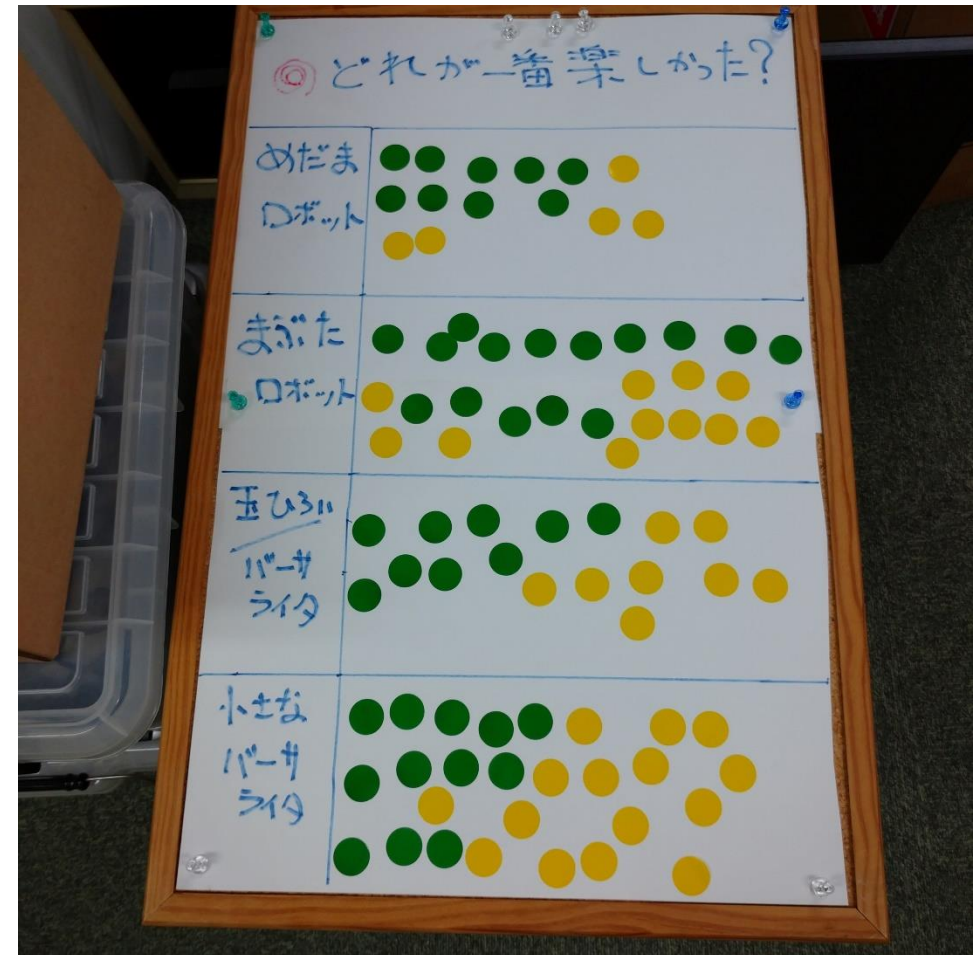 ◎どれが一番楽しかった?
めだま
ロボット
まぶた
ロボット
玉ひろい
バーサ
ライタ
小さな
バーサ
ライタ